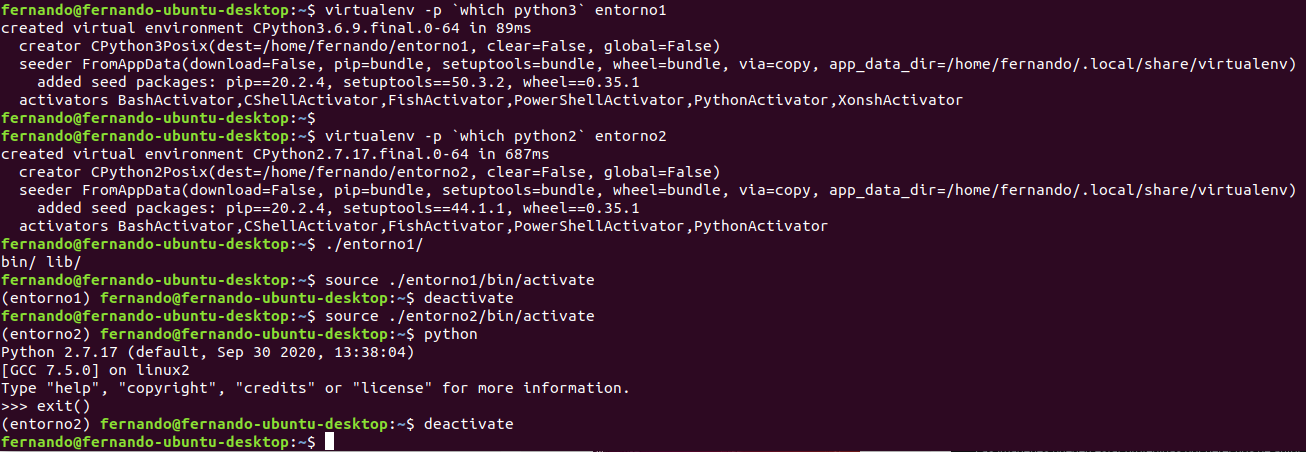 fernando@fernando-ubuntu-desktop:~$ virtualenv -p `which python3` entorno1
created virtual environment CPython3.6.9.final.0-64 in 89ms
  creator CPython3Posix(dest=/home/fernando/entorno1, clear=False, global=False)
  seeder FromAppData(download=False, pip=bundle, setuptools=bundle, wheel=bundle, via=copy, app_data_dir=/home/fernando/.local/share/virtualenv)
    added seed packages: pip==20.2.4, setuptools==50.3.2, wheel==0.35.1
  activators BashActivator,CShellActivator,FishActivator,PowerShellActivator,PythonActivator,XonshActivator
fernando@fernando-ubuntu-desktop:~$
fernando@fernando-ubuntu-desktop:~$ virtualenv -p `which python2` entorno2
created virtual environment CPython2.7.17.final.0-64 in 687ms
  creator CPython2Posix(dest=/home/fernando/entorno2, clear=False, global=False)
  seeder FromAppData(download=False, pip=bundle, setuptools=bundle, wheel=bundle, via=copy, app_data_dir=/home/fernando/.local/share/virtualenv)
    added seed packages: pip==20.2.4, setuptools==44.1.1, wheel==0.35.1
  activators BashActivator,CShellActivator,FishActivator,PowerShellActivator,PythonActivator
fernando@fernando-ubuntu-desktop:~$ ./entorno1/
bin/ lib/
fernando@fernando-ubuntu-desktop:~$ source ./entorno1/bin/activate
(entorno1) fernando@fernando-ubuntu-desktop:~$ deactivate
fernando@fernando-ubuntu-desktop:~$ source ./entorno2/bin/activate
(entorno2) fernando@fernando-ubuntu-desktop:~$ python
Python 2.7.17 (default, Sep 30 2020, 13:38:04)
[GCC 7.5.0] on linux2
Type "help", "copyright", "credits" or "license" for more information.
>>> exit()
(entorno2) fernando@fernando-ubuntu-desktop:~$ deactivate
fernando@fernando-ubuntu-desktop:~$